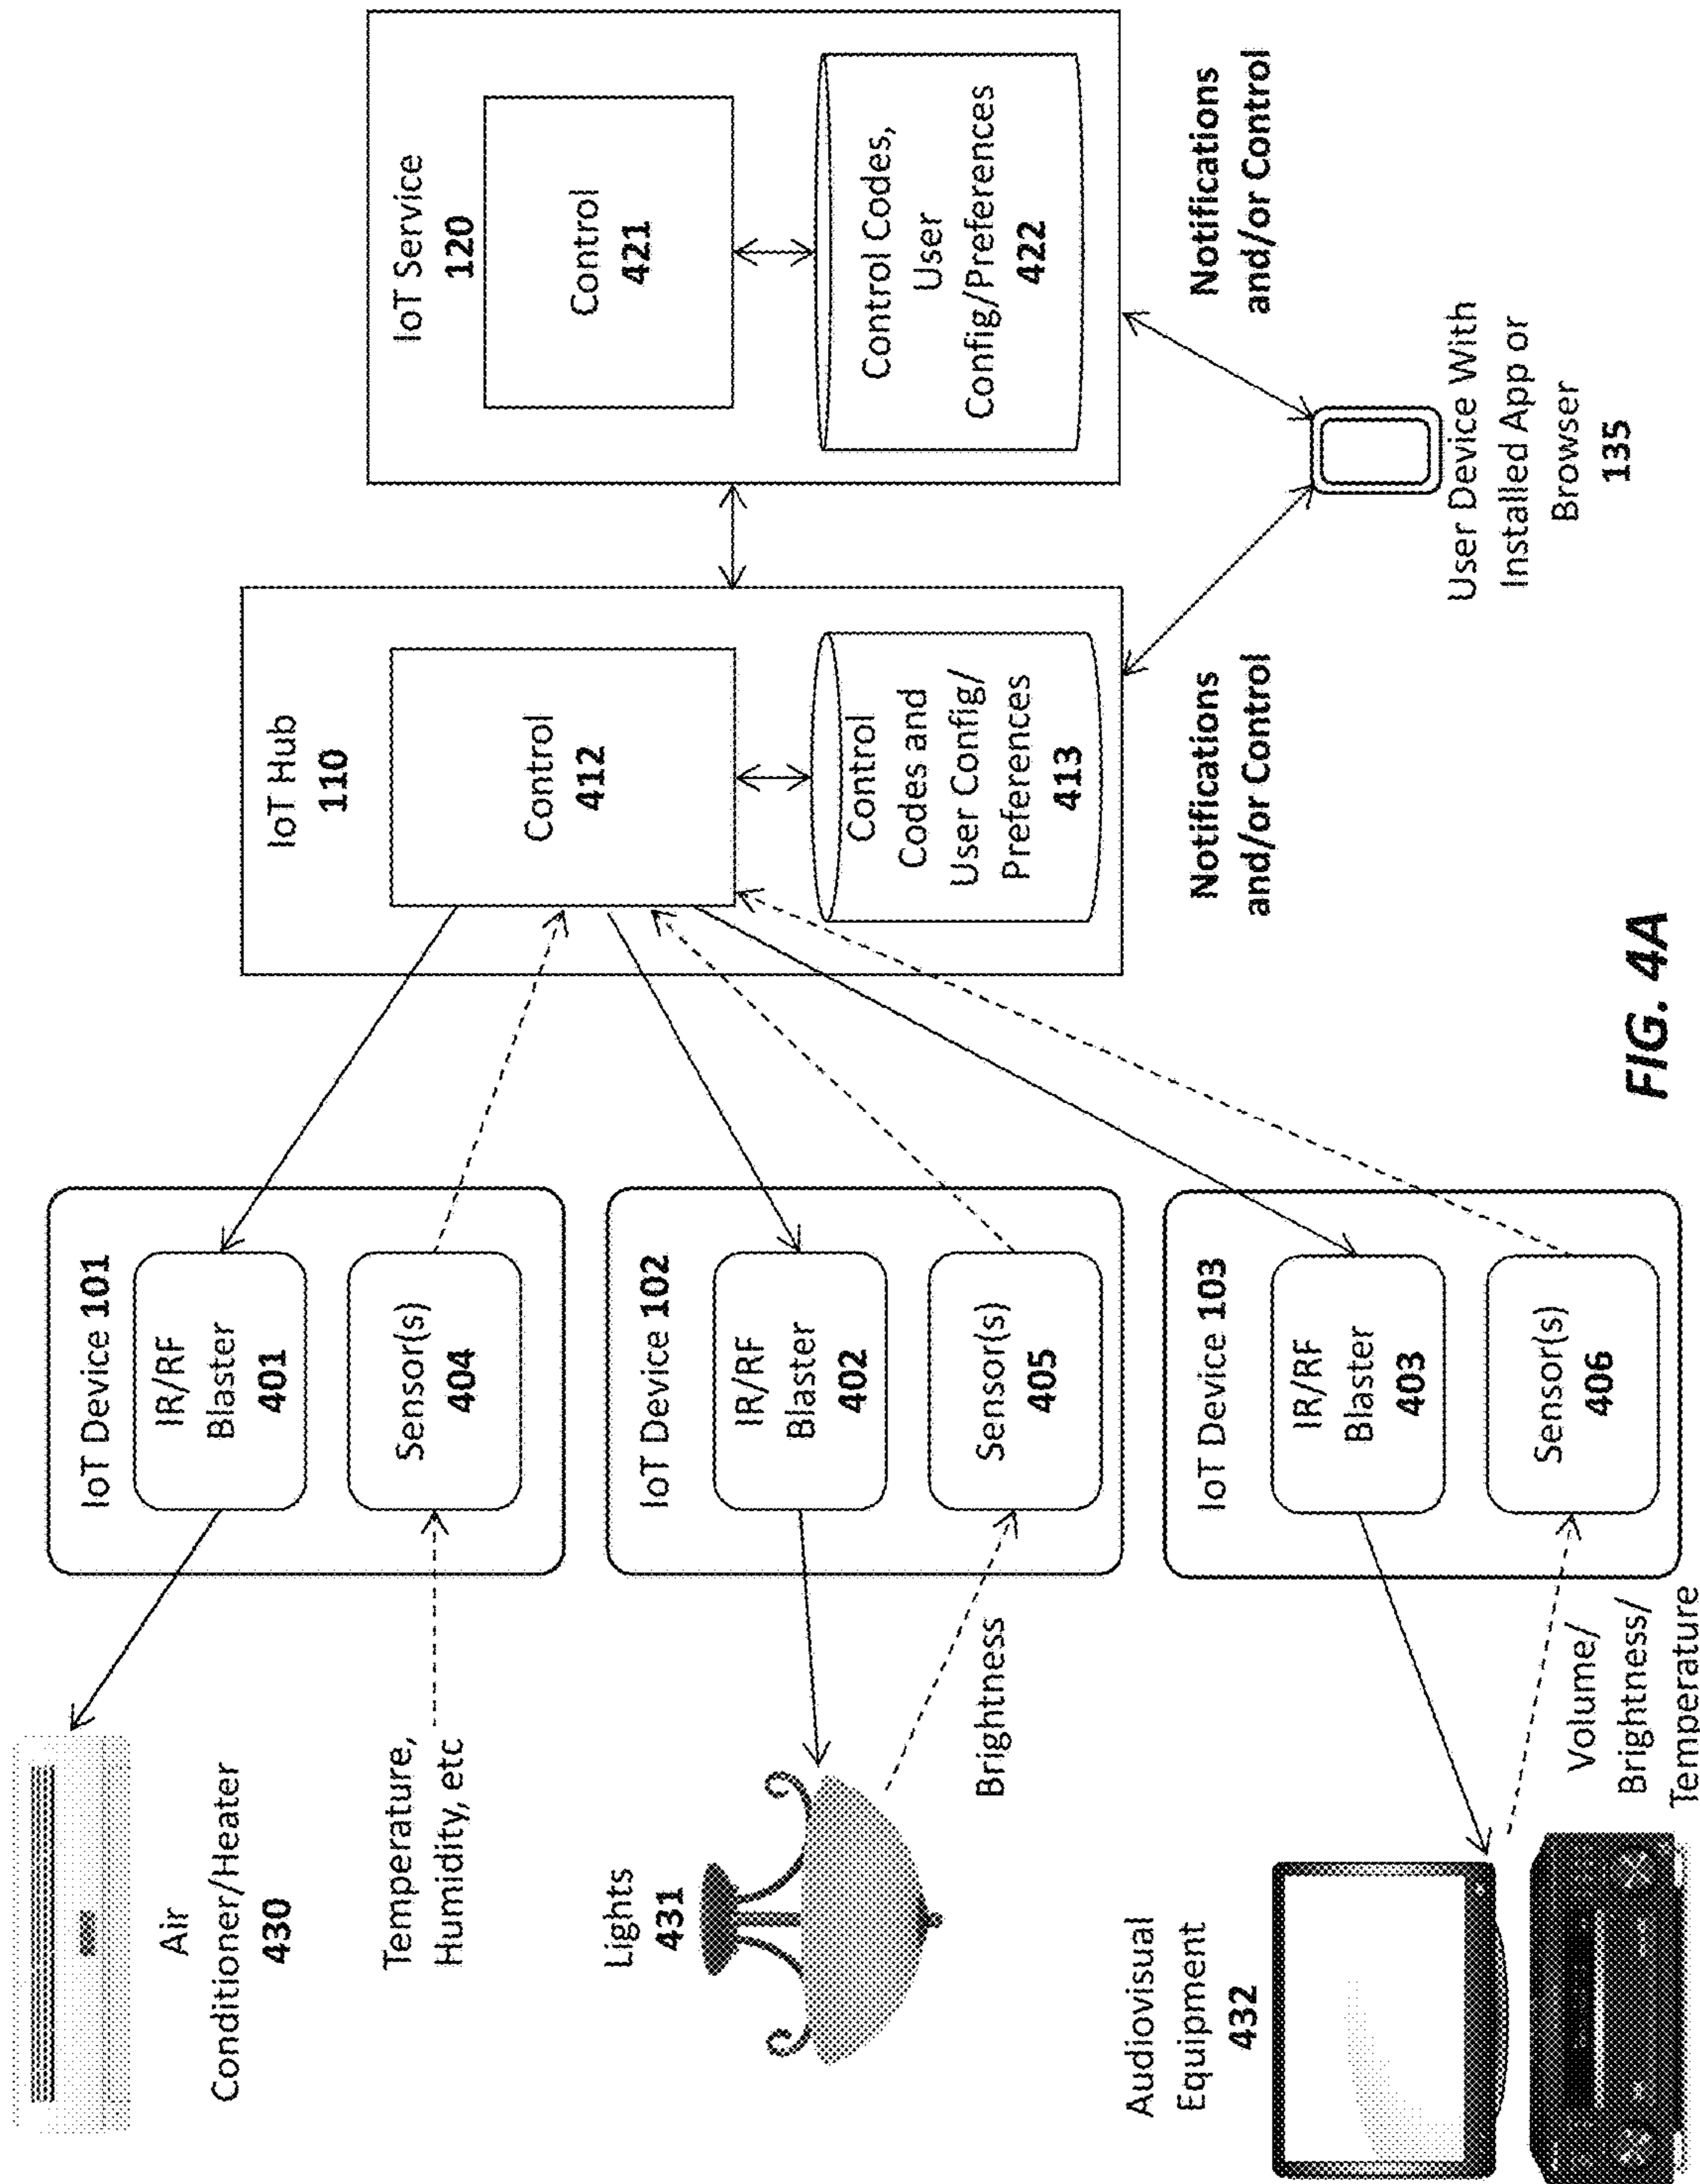 Air
Conditioner/Heater
430
Temperature,
Humidity, etc
Lights
431
Brightness
Audiovisual
Equipment
432
Volume/
Brightness/
Temperature
IoT Device 101
IR/RF
Blaster
401
Sensor(s)
404
IoT Device 102
IR/RF
Blaster
402
Sensor(s)
405
IoT Device 103
IR/RF
Blaster
403
Sensor(s)
406
IoT Hub
110
Control
412
Control
Codes and
User Config/
Preferences
413
Notifications
and/or Control
IoT Service
120
Control
421
Control Codes,
User
Config/Preferences
422
Notifications
and/or Control
User Device With
Installed App or
Browser
135
FIG. 4A